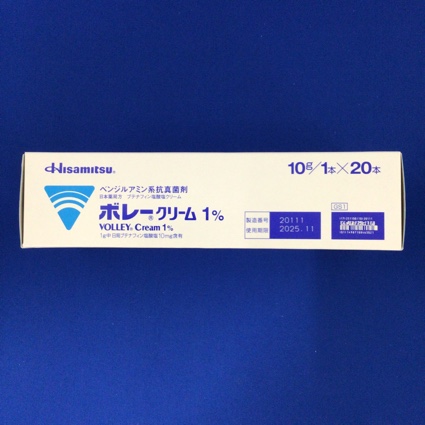 Hisamitsu®
10g/1本×20本
ベンジルアミン系抗真菌剤
日本薬局方 ブテナフィン塩酸塩クリーム
ボレー®クリーム 1%
VOLLEY® Cream 1%
1g中日局ブテナフィン塩酸塩10mg含有
製造番号 20111
使用期限 2025.11